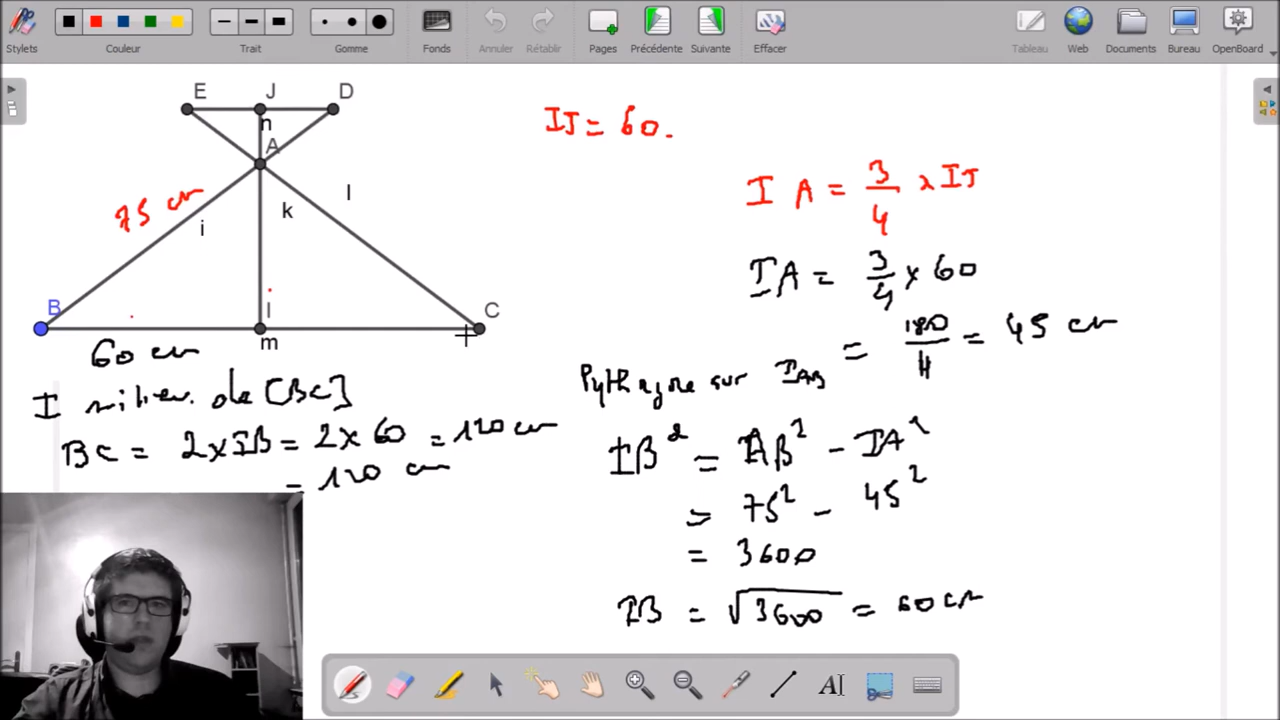 Stylets Couleur Trait Gomme Fonds Annuler Rétablir Pages Précédente Suivante Effacer Tableau Web Documents Bureau OpenBoard
E J D
n
A
75 cm
l
k
i
B I C
m
60 cm
I milieu de [BC]
BC = 2×IB = 2×60 = 120 cm
= 120 cm
IJ = 60.
IA = 3/4 × IJ
IA = 3/4 × 60
= 180/4 = 45 cm
Pythagore sur IAB
IB² = AB² - IA²
= 75² - 45²
= 3600
IB = √3600 = 60 cm
AI